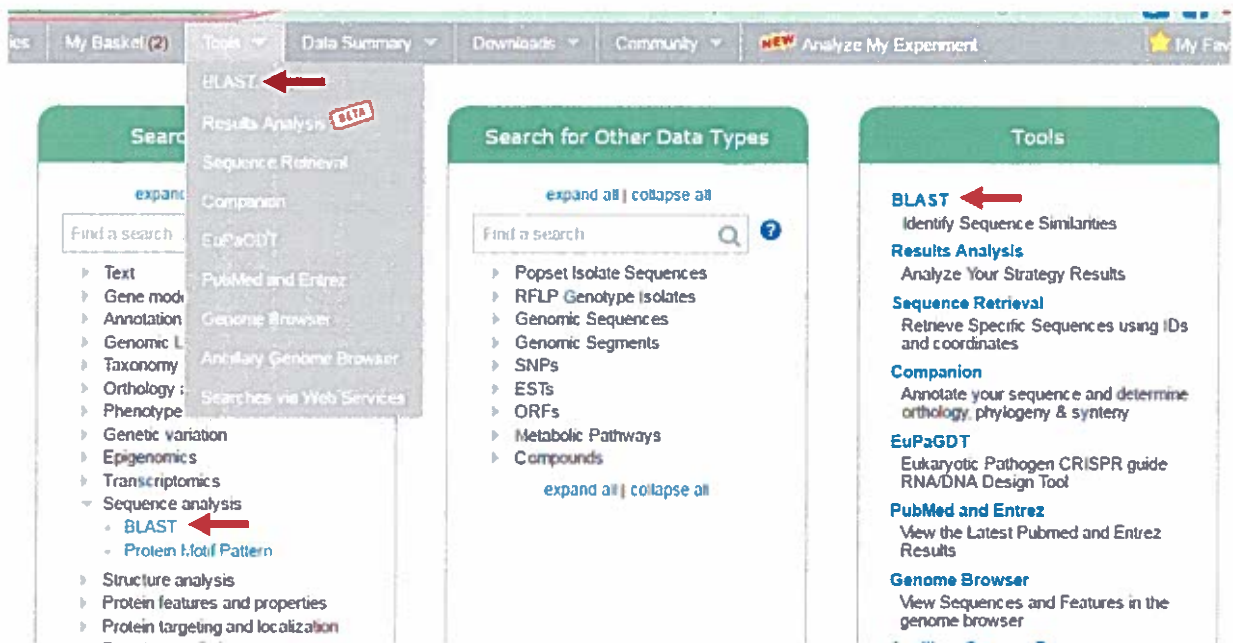 My Basket (2)
Tools
Data Summary
Downloads
Community
NEW Analyze My Experiment
My Fav
BLAST
Results Analysis BETA
Sequence Retrieval
Companion
EuPaGDT
PubMed and Entrez
Genome Browser
Ancillary Genome Browser
Searches via Web Services
Searc
expand
Find a search
Text
Gene mode
Annotation
Genomic L
Taxonomy
Orthology a
Phenotype
Genetic variation
Epigenomics
Transcriptomics
Sequence analysis
BLAST
Protein Motif Pattern
Structure analysis
Protein features and properties
Protein targeting and localization
Search for Other Data Types
expand all | collapse all
Find a search
Popset Isolate Sequences
RFLP Genotype Isolates
Genomic Sequences
Genomic Segments
SNPs
ESTs
ORFs
Metabolic Pathways
Compounds
expand all | collapse all
Tools
BLAST
Identify Sequence Similarities
Results Analysis
Analyze Your Strategy Results
Sequence Retrieval
Retrieve Specific Sequences using IDs
and coordinates
Companion
Annotate your sequence and determine
orthology, phylogeny & synteny
EuPaGDT
Eukaryotic Pathogen CRISPR guide
RNA/DNA Design Tool
PubMed and Entrez
View the Latest Pubmed and Entrez
Results
Genome Browser
View Sequences and Features in the
genome browser